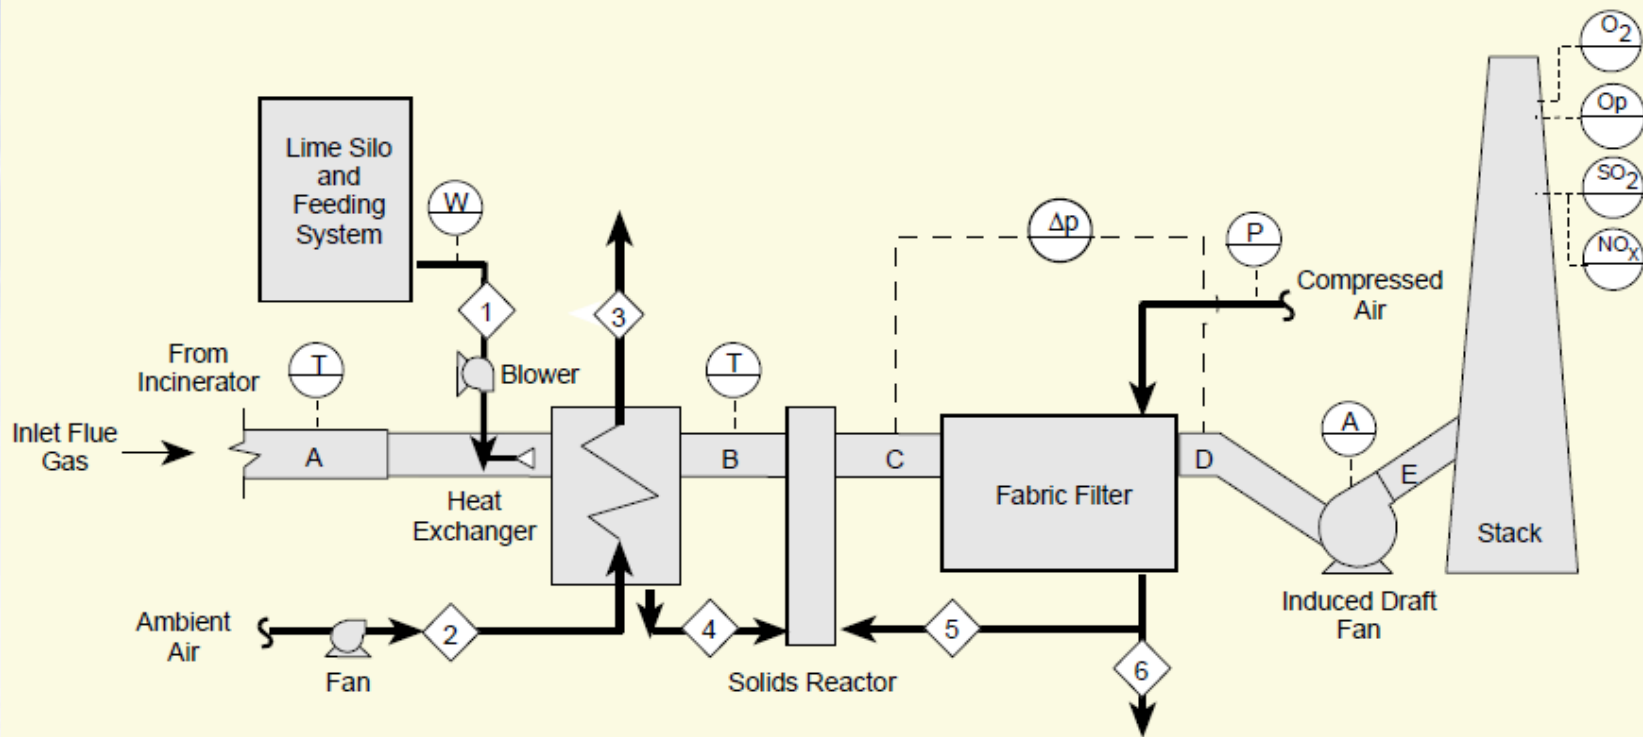 O2
Op
SO2
NOx
Lime Silo
and
Feeding
System
W
Δp
P
Compressed
Air
1
3
From
Incinerator
T
Blower
T
Inlet Flue
Gas
A
B
C
D
A
E
Heat
Exchanger
Fabric Filter
Stack
Ambient
Air
2
4
5
Induced Draft
Fan
Fan
Solids Reactor
6